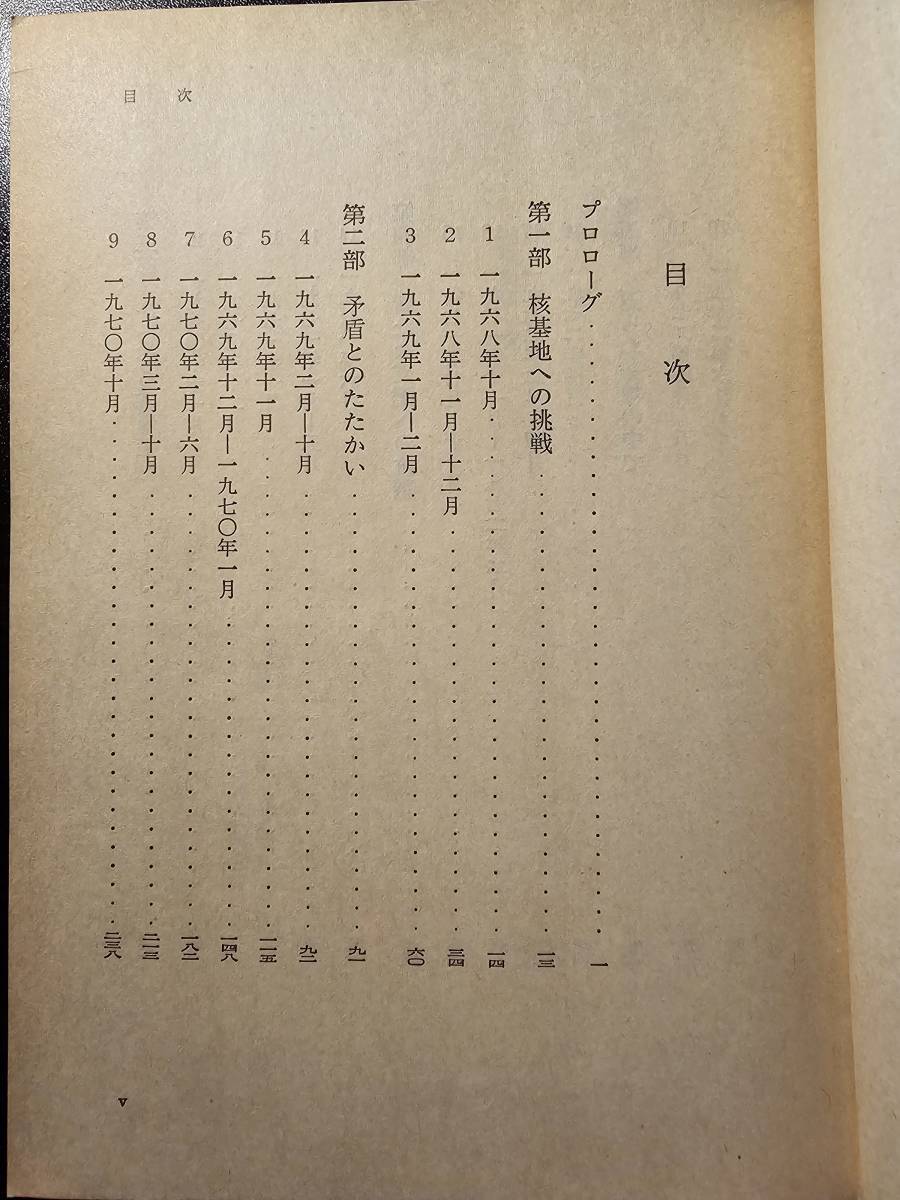 目次
目次
プロローグ……………一
第一部 核基地への挑戦……………一三
1 一九六八年十月……………一四
2 一九六八年十一月―十二月……………三四
3 一九六九年一月―二月……………六〇
第二部 矛盾とのたたかい……………九一
4 一九六九年二月―十月……………九二
5 一九六九年十一月……………一一五
6 一九六九年十二月―一九七〇年一月……………一四八
7 一九七〇年二月―六月……………一八二
8 一九七〇年三月―十月……………二一三
9 一九七〇年十月……………二三八
v